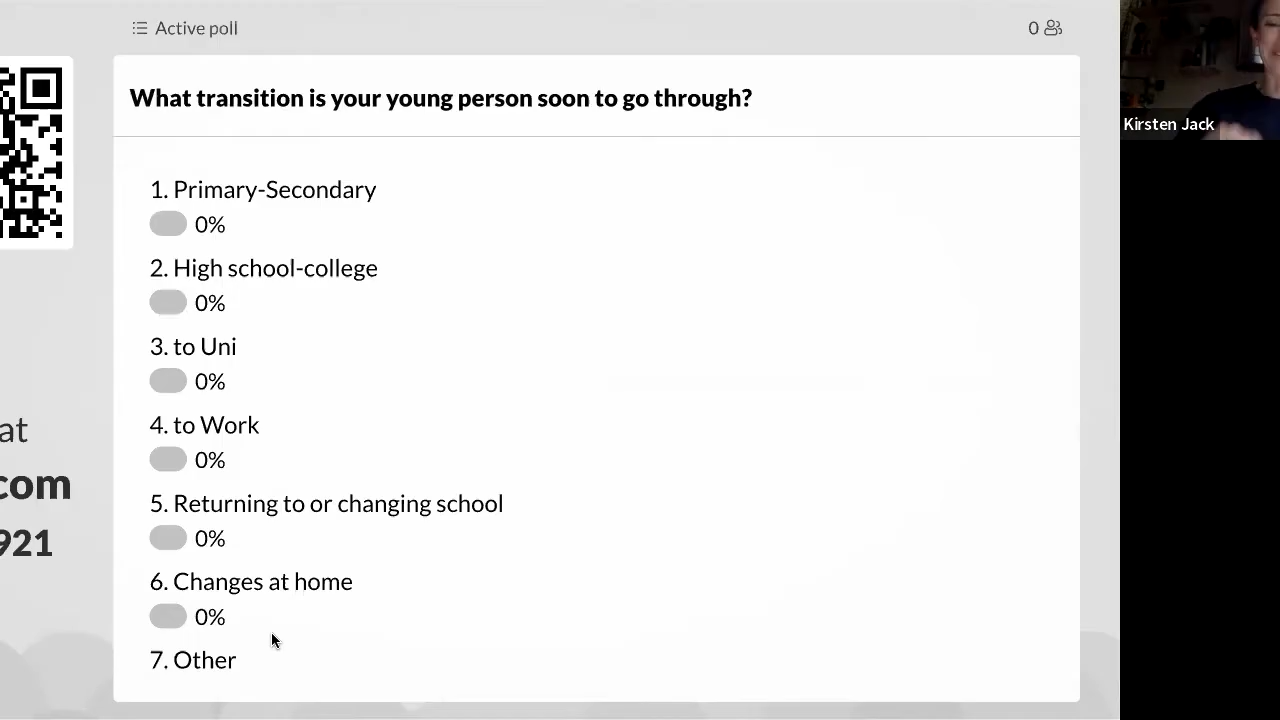 Active poll
0
What transition is your young person soon to go through?
Kirsten Jack
1. Primary-Secondary
0%
2. High school-college
0%
3. to Uni
0%
4. to Work
0%
5. Returning to or changing school
0%
6. Changes at home
0%
7. Other
at
com
921